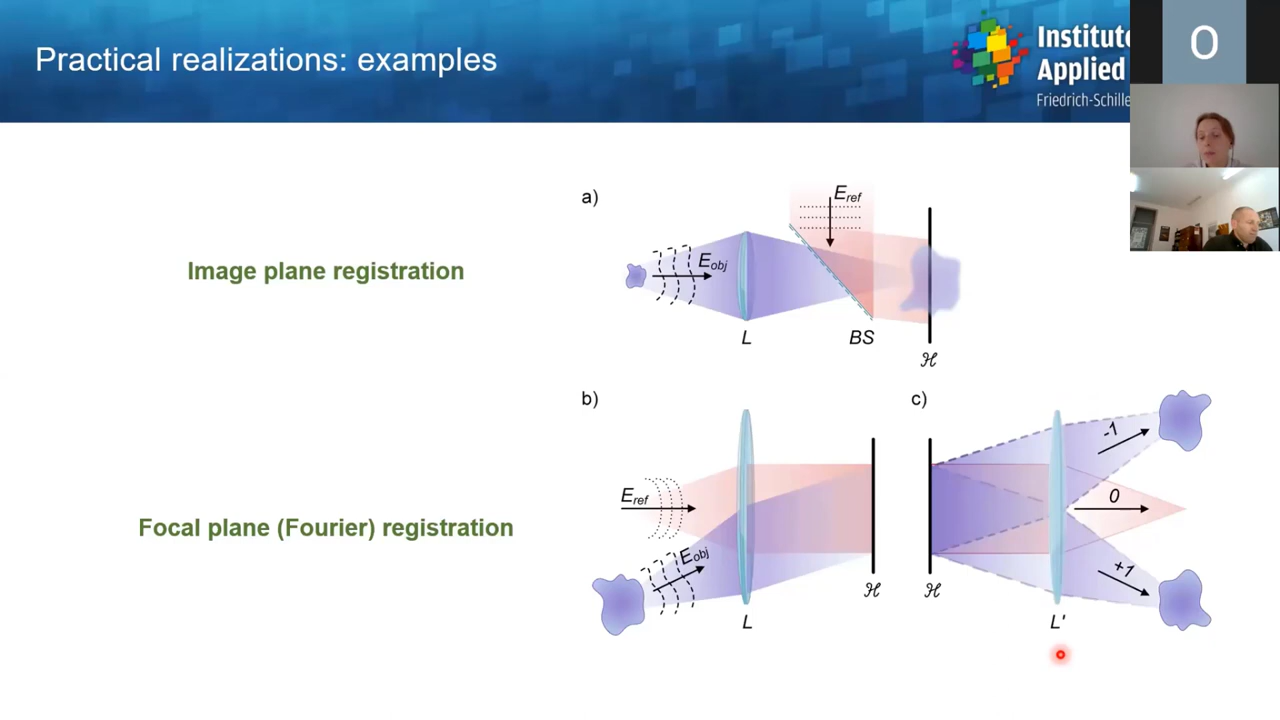 Practical realizations: examples
Institute
Applied
Friedrich-Schille
O
a)
E_ref
E_obj
Image plane registration
L
BS
ℋ
b)
c)
-1
E_ref
0
Focal plane (Fourier) registration
E_obj
+1
ℋ
ℋ
L
L'